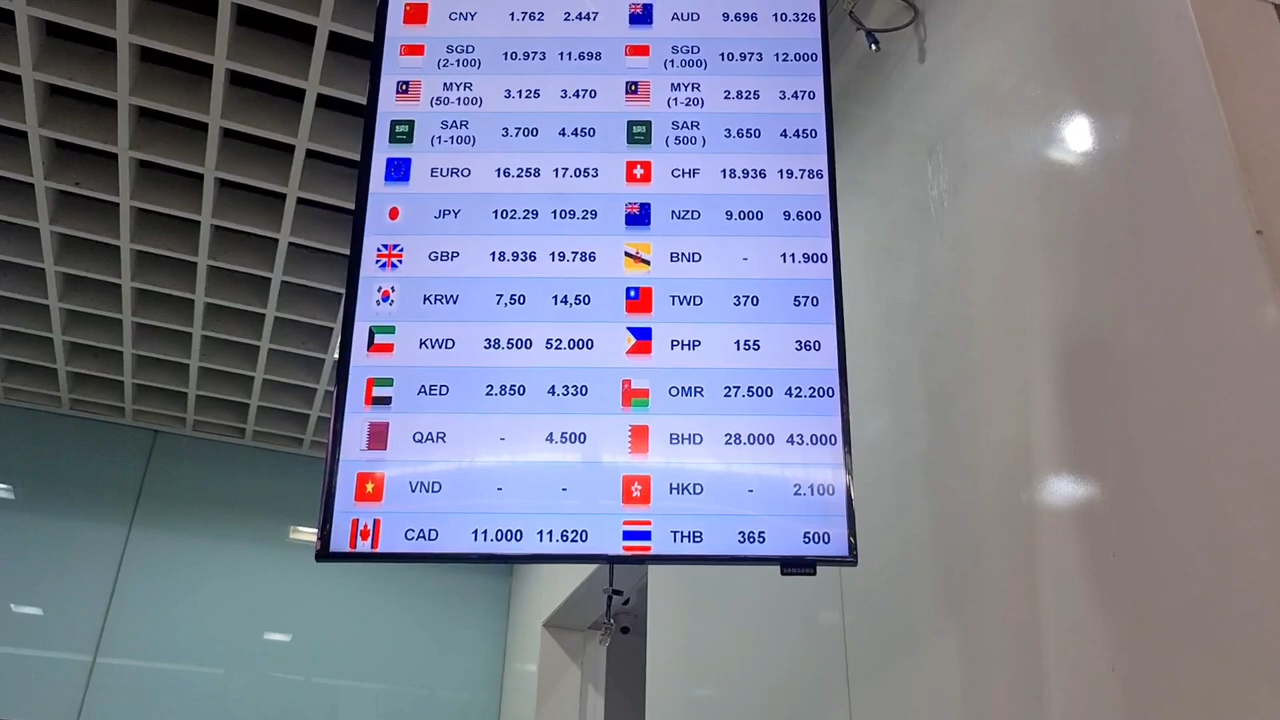 CNY 1.762 2.447 AUD 9.696 10.326
SGD (2-100) 10.973 11.698 SGD (1.000) 10.973 12.000
MYR (50-100) 3.125 3.470 MYR (1-20) 2.825 3.470
SAR (1-100) 3.700 4.450 SAR ( 500 ) 3.650 4.450
EURO 16.258 17.053 CHF 18.936 19.786
JPY 102.29 109.29 NZD 9.000 9.600
GBP 18.936 19.786 BND - 11.900
KRW 7,50 14,50 TWD 370 570
KWD 38.500 52.000 PHP 155 360
AED 2.850 4.330 OMR 27.500 42.200
QAR - 4.500 BHD 28.000 43.000
VND - - HKD - 2.100
CAD 11.000 11.620 THB 365 500
SAMSUNG